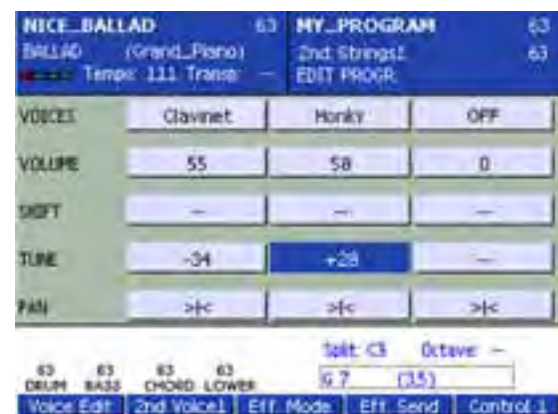 NICE_BALLAD 63 MY_PROGRAM 63
BALLAD (Grand_Piano) 2nd Strings1 63
Tempo: 111 Transp: -- EDIT PROGR.
VOICES Clavinet Honky OFF
VOLUME 55 58 0
SHIFT -- -- --
TUNE -34 +28 --
PAN >|< >|< >|<
Split: C3 Octave: --
63 63 63 63
DRUM BASS CHORD LOWER G 7 (3.5)
Voice Edit 2nd Voice1 Eff. Mode Eff. Send Control 1